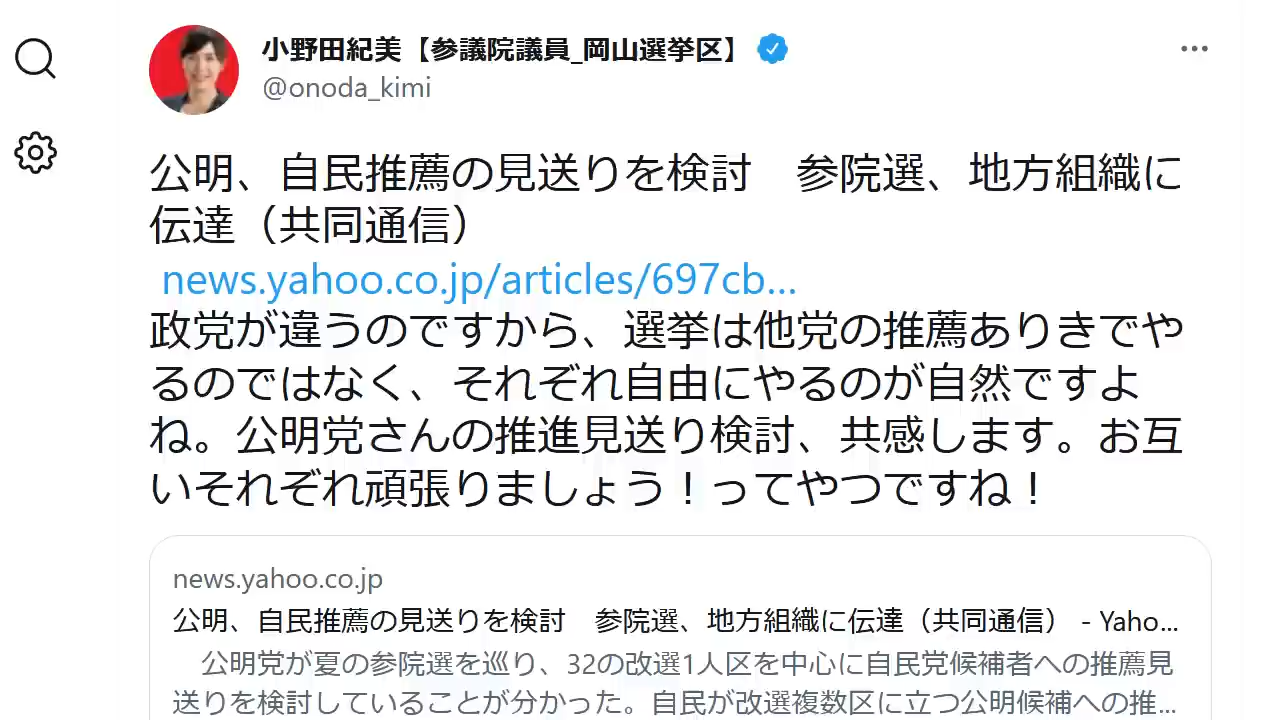 小野田紀美【参議院議員_岡山選挙区】
@onoda_kimi
公明、自民推薦の見送りを検討　参院選、地方組織に
伝達（共同通信）
news.yahoo.co.jp/articles/697cb...
政党が違うのですから、選挙は他党の推薦ありきでや
るのではなく、それぞれ自由にやるのが自然ですよ
ね。公明党さんの推進見送り検討、共感します。お互
いそれぞれ頑張りましょう！ってやつですね！
news.yahoo.co.jp
公明、自民推薦の見送りを検討　参院選、地方組織に伝達（共同通信） - Yaho...
公明党が夏の参院選を巡り、32の改選1人区を中心に自民党候補者への推薦見
送りを検討していることが分かった。自民が改選複数区に立つ公明候補への推...